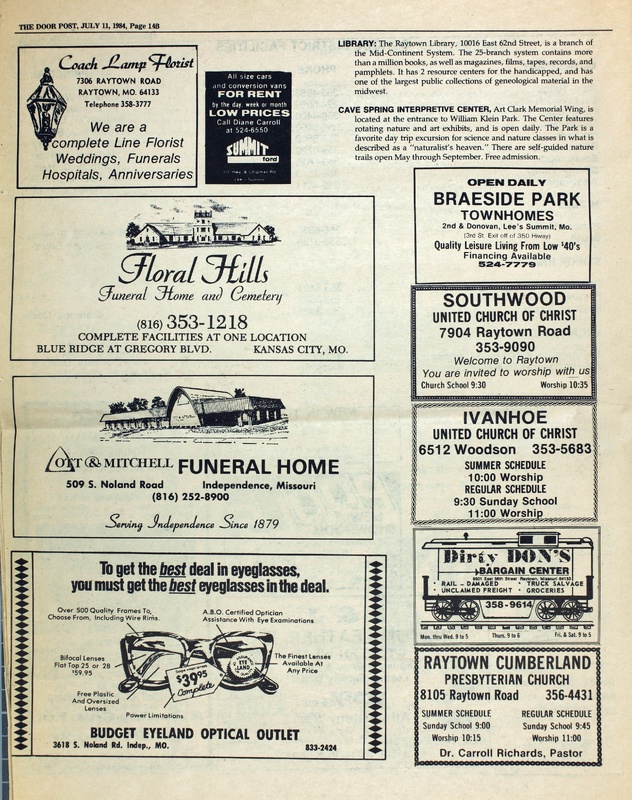 THE DOOR POST, JULY 11, 1984, Page 14B
Coach Lamp Florist
7306 RAYTOWN ROAD
RAYTOWN, MO. 64133
Telephone 358-3777
We are a
complete Line Florist
Weddings, Funerals
Hospitals, Anniversaries
All size cars
and conversion vans
FOR RENT
by the day, week or month
LOW PRICES
Call Diane Carroll
at 524-6550
SUMMIT
ford
LIBRARY: The Raytown Library, 10016 East 62nd Street, is a branch of
the Mid-Continent System. The 25-branch system contains more
than a million books, as well as magazines, films, tapes, records, and
pamphlets. It has 2 resource centers for the handicapped, and has
one of the largest public collections of geneological material in the
midwest.
CAVE SPRING INTERPRETIVE CENTER, Art Clark Memorial Wing, is
located at the entrance to William Klein Park. The Center features
rotating nature and art exhibits, and is open daily. The Park is a
favorite day trip excursion for science and nature classes in what is
described as a "naturalist's heaven." There are self-guided nature
trails open May through September. Free admission.
Floral Hills
Funeral Home and Cemetery
(816) 353-1218
COMPLETE FACILITIES AT ONE LOCATION
BLUE RIDGE AT GREGORY BLVD. KANSAS CITY, MO.
OTT & MITCHELL FUNERAL HOME
509 S. Noland Road Independence, Missouri
(816) 252-8900
Serving Independence Since 1879
To get the best deal in eyeglasses,
you must get the best eyeglasses in the deal.
Over 500 Quality Frames To,
Choose From, Including Wire Rims.
A.B.O. Certified Optician
Assistance With Eye Examinations
Bifocal Lenses
Flat Top 25 or 28
$59.95
The Finest Lenses
Available At
Any Price
$39.95
Complete
EYE
LAND
Free Plastic
And Oversized
Lenses
Power Limitations
BUDGET EYELAND OPTICAL OUTLET
3618 S. Noland Rd. Indep., MO. 833-2424
OPEN DAILY
BRAESIDE PARK
TOWNHOMES
2nd & Donovan, Lee's Summit, Mo.
(3rd St. Exit off of 350 Hiway)
Quality Leisure Living From Low '40's
Financing Available
524-7779
SOUTHWOOD
UNITED CHURCH OF CHRIST
7904 Raytown Road
353-9090
Welcome to Raytown
You are invited to worship with us
Church School 9:30 Worship 10:35
IVANHOE
UNITED CHURCH OF CHRIST
6512 Woodson 353-5683
SUMMER SCHEDULE
10:00 Worship
REGULAR SCHEDULE
9:30 Sunday School
11:00 Worship
Dirty DON'S
BARGAIN CENTER
Raytown, Missouri 64133
• RAIL - DAMAGED • TRUCK SALVAGE
• UNCLAIMED FREIGHT • GROCERIES
358-9614
Mon. thru Wed. 9 to 5 Thurs. 9 to 6 Fri. & Sat. 9 to 5
RAYTOWN CUMBERLAND
PRESBYTERIAN CHURCH
8105 Raytown Road 356-4431
SUMMER SCHEDULE REGULAR SCHEDULE
Sunday School 9:00 Sunday School 9:45
Worship 10:15 Worship 11:00
Dr. Carroll Richards, Pastor